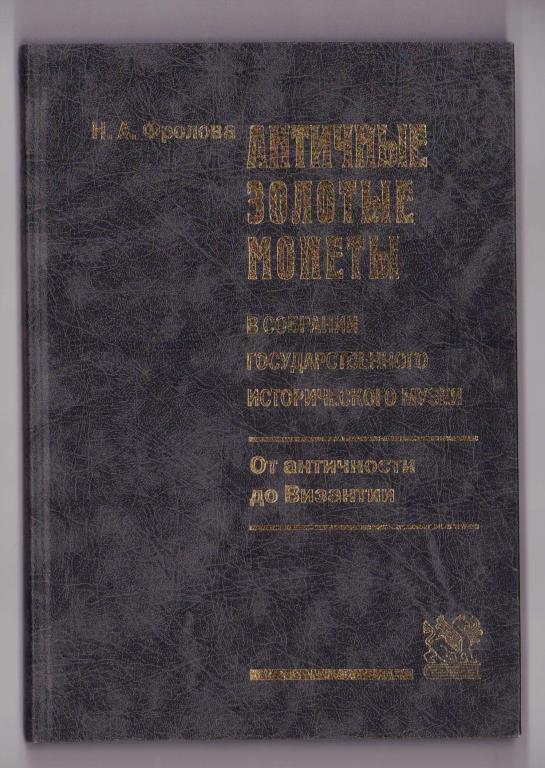 Н. А. Фролова
АНТИЧНЫЕ
ЗОЛОТЫЕ
МОНЕТЫ
В СОБРАНИИ
ГОСУДАРСТВЕННОГО
ИСТОРИЧЕСКОГО МУЗЕЯ
От античности
до Византии